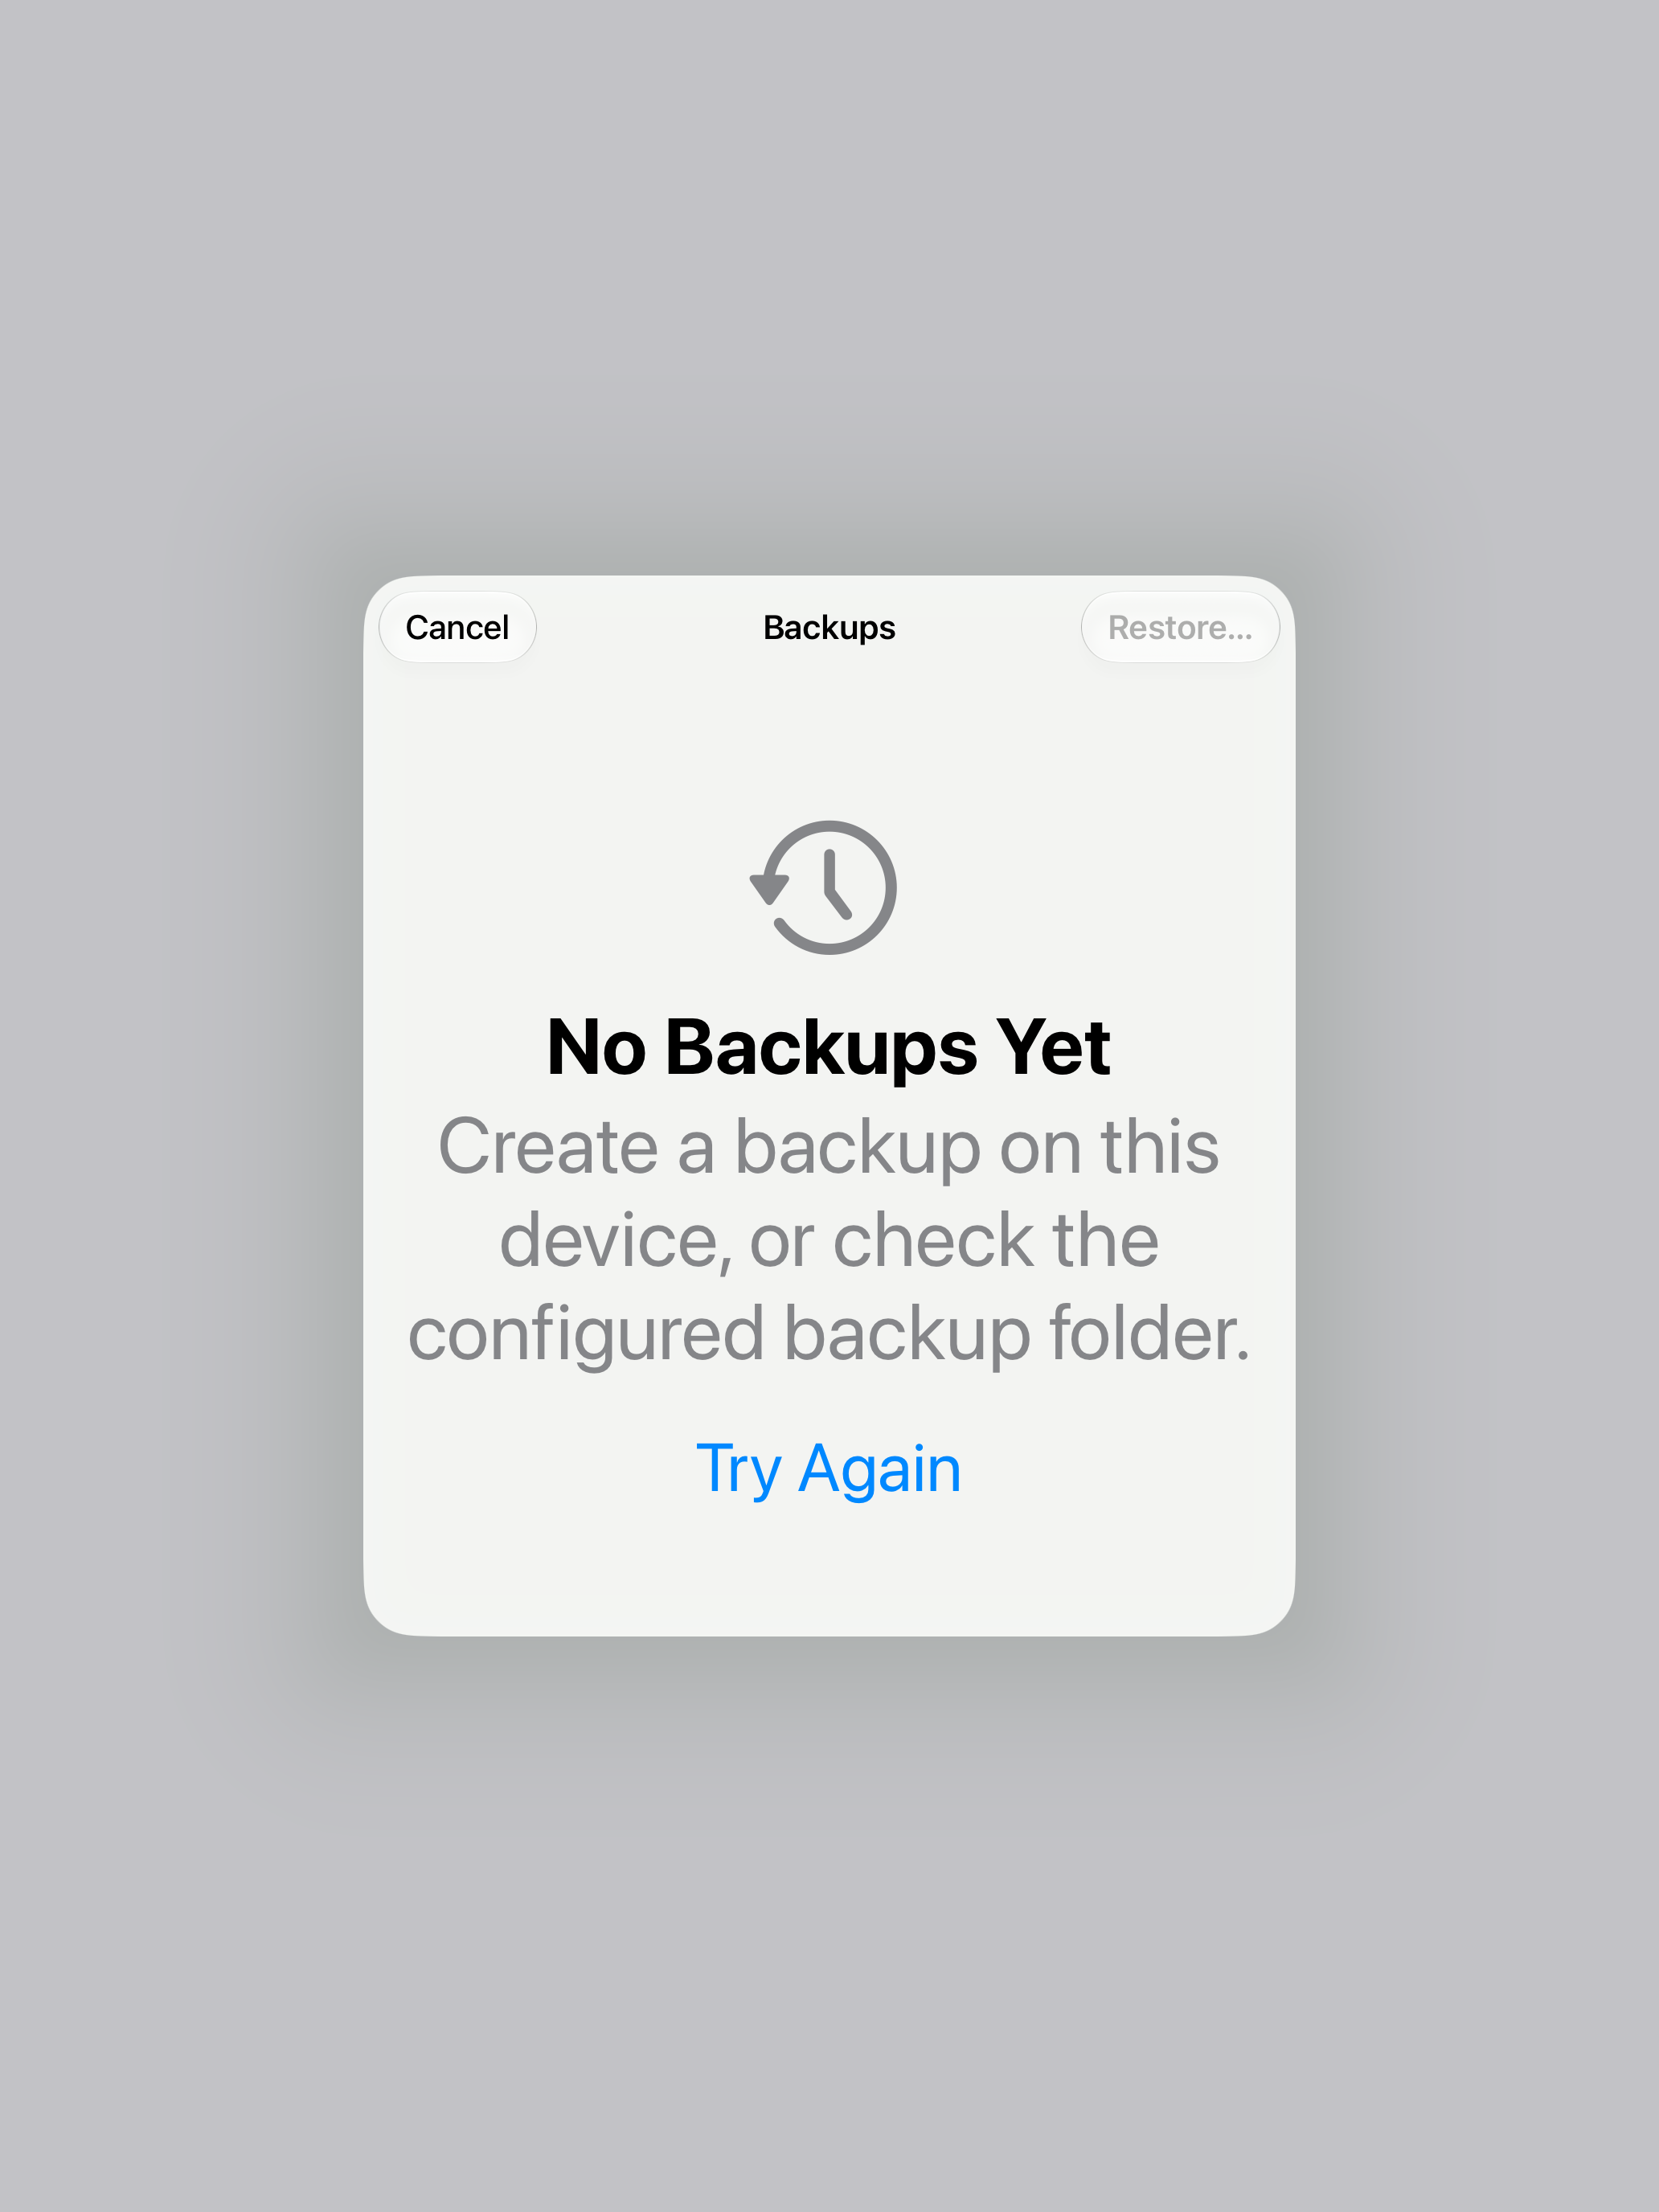 Cancel
Backups
Restore...
No Backups Yet
Create a backup on this
device, or check the
configured backup folder.
Try Again